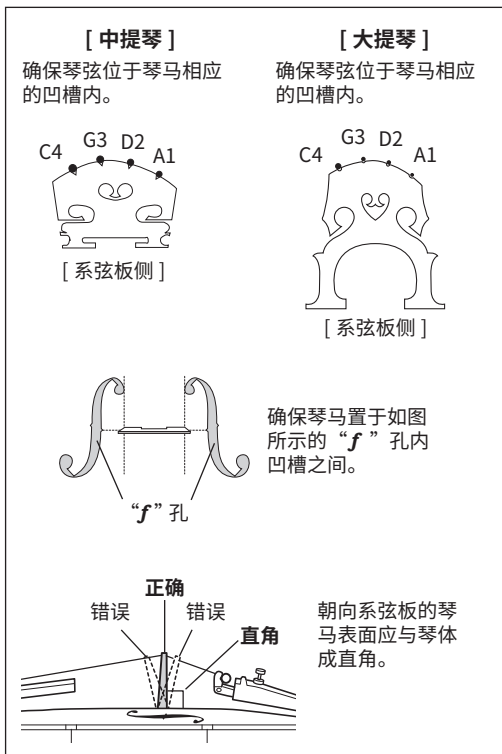 [ 中提琴 ]
确保琴弦位于琴马相应
的凹槽内。
C4 G3 D2 A1
[ 系弦板侧 ]
[ 大提琴 ]
确保琴弦位于琴马相应
的凹槽内。
C4 G3 D2 A1
[ 系弦板侧 ]
确保琴马置于如图
所示的“f”孔内
凹槽之间。
“f”孔
正确
错误 错误
直角
朝向系弦板的琴
马表面应与琴体
成直角。